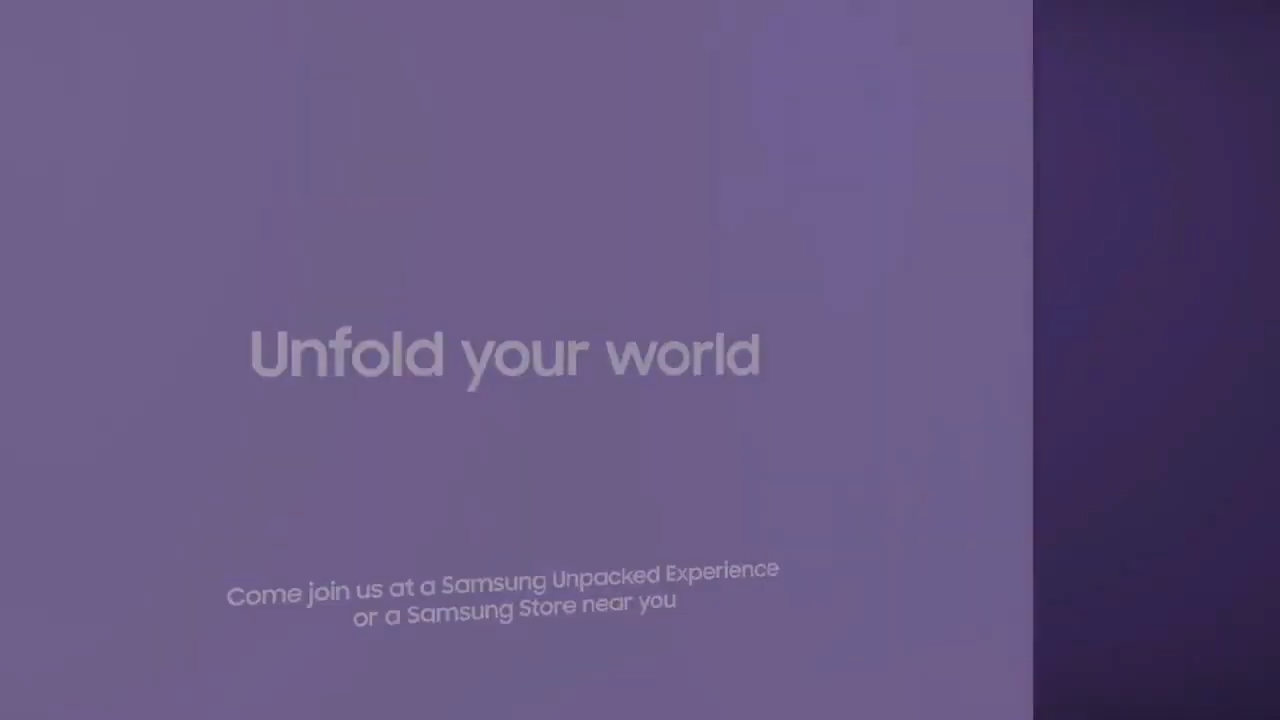 Unfold your world
Come join us at a Samsung Unpacked Experience
or a Samsung Store near you